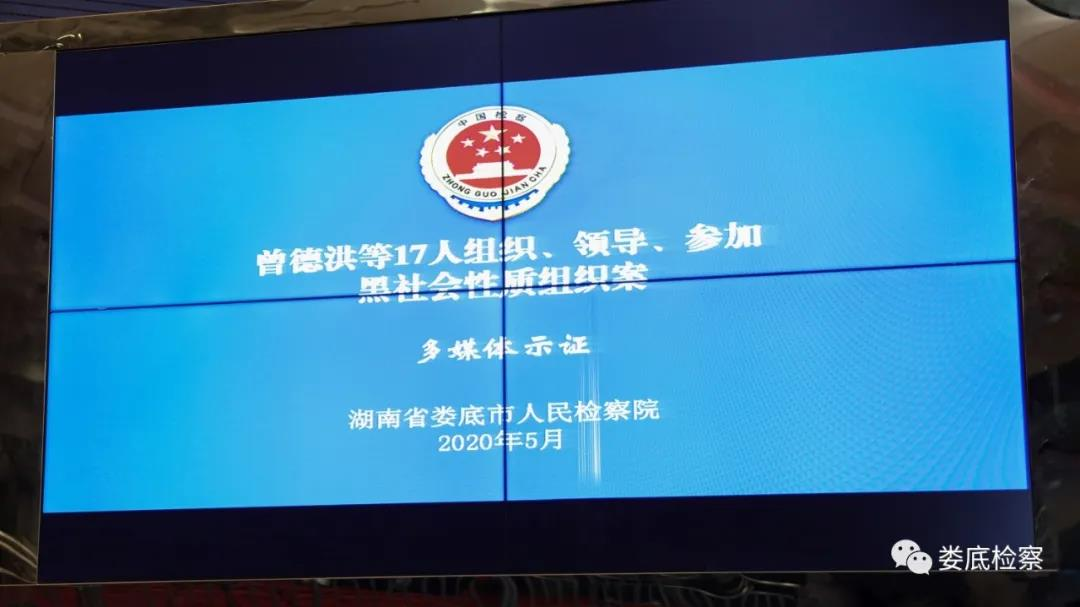 中国检察
ZHONG GUO JIAN CHA
曾德洪等17人组织、领导、参加
黑社会性质组织案
多媒体示证
湖南省娄底市人民检察院
2020年5月
娄底检察